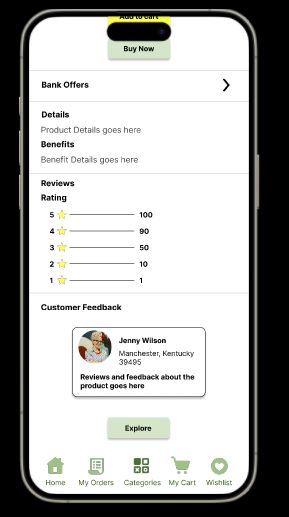 Add to cart
Buy Now
Bank Offers
Details
Product Details goes here
Benefits
Benefit Details goes here
Reviews
Rating
5 100
4 90
3 50
2 10
1 1
Customer Feedback
Jenny Wilson
Manchester, Kentucky
39495
Reviews and feedback about the
product goes here
Explore
Home My Orders Categories My Cart Wishlist